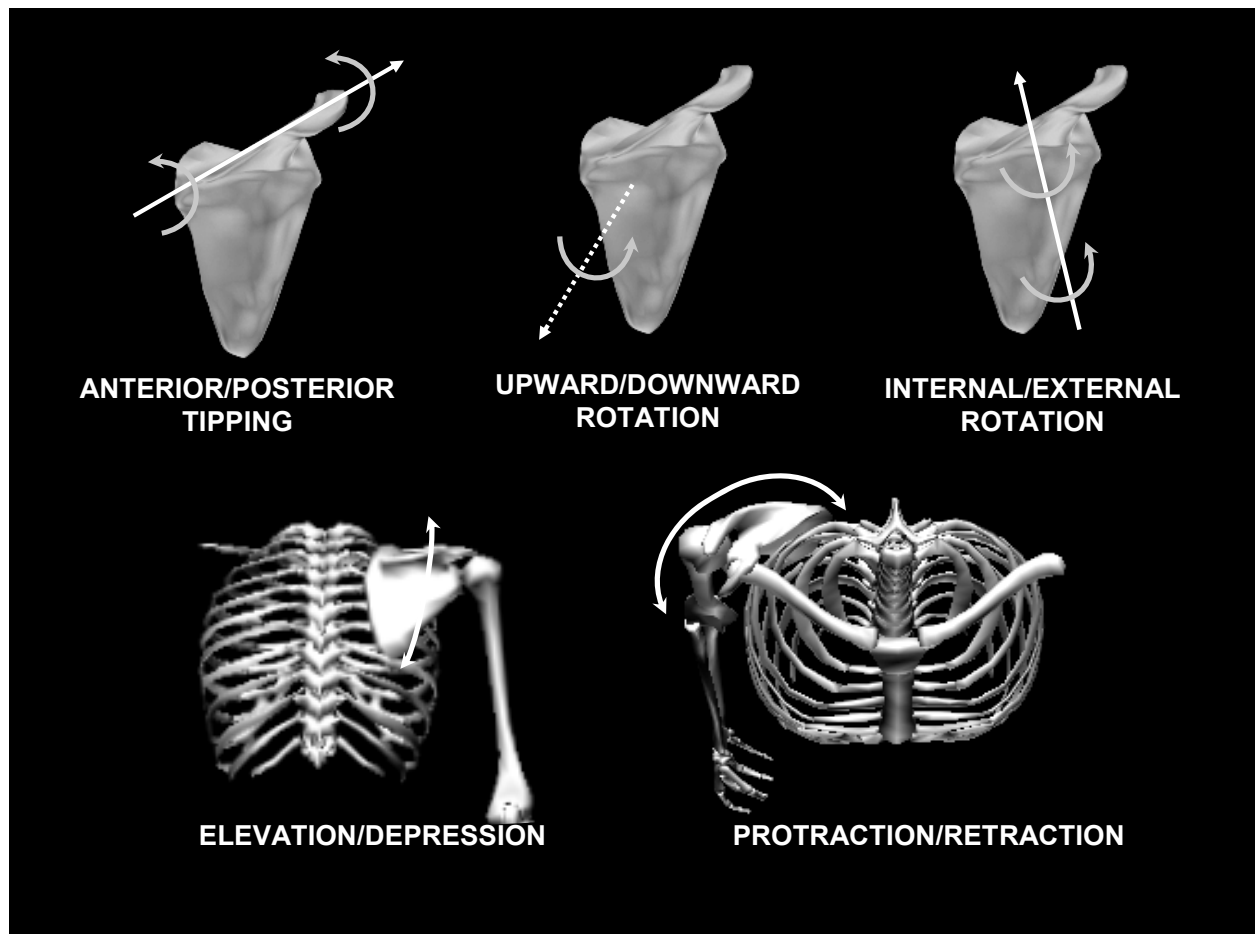 ANTERIOR/POSTERIOR
TIPPING
UPWARD/DOWNWARD
ROTATION
INTERNAL/EXTERNAL
ROTATION
ELEVATION/DEPRESSION
PROTRACTION/RETRACTION